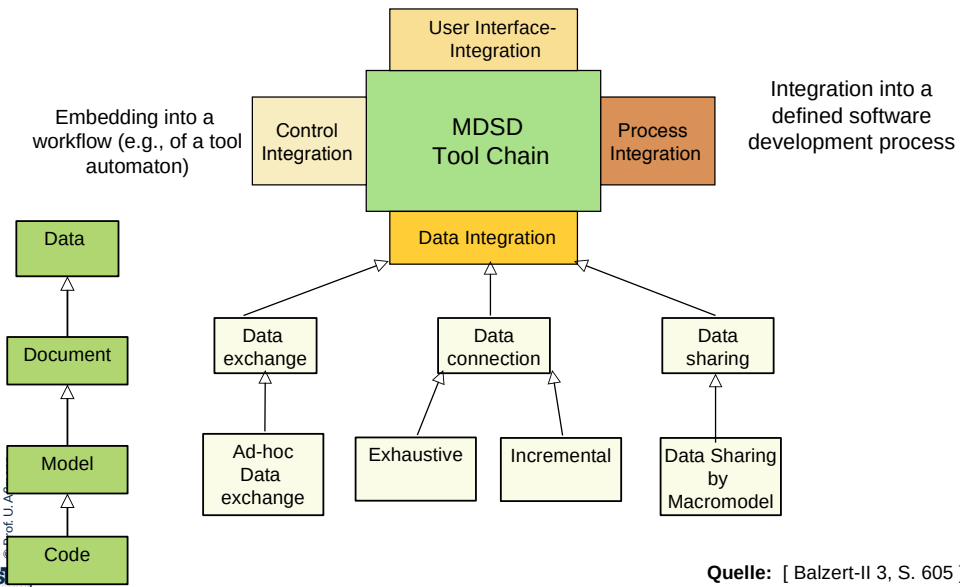 User Interface-
Integration
Embedding into a
workflow (e.g., of a tool
automaton)
Control
Integration
MDSD
Tool Chain
Process
Integration
Integration into a
defined software
development process
Data Integration
Data
Document
Model
Code
Data
exchange
Data
connection
Data
sharing
Ad-hoc
Data
exchange
Exhaustive
Incremental
Data Sharing
by
Macromodel
© Prof. U.
Quelle: [ Balzert-II 3, S. 605 ]